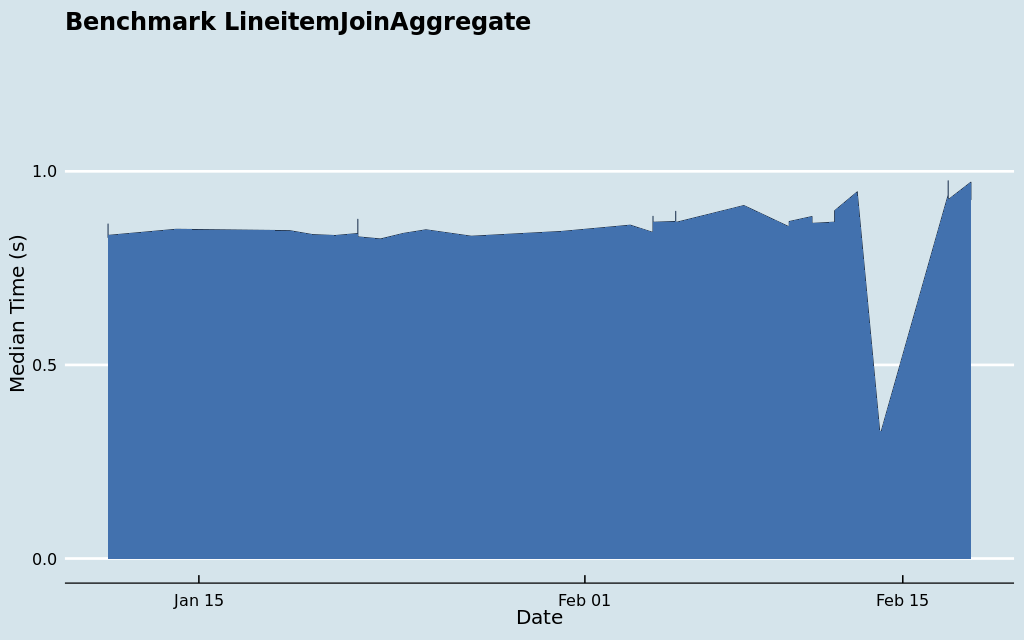 Benchmark LineitemJoinAggregate
Median Time (s)
1.0
0.5
0.0
Jan 15
Feb 01
Feb 15
Date